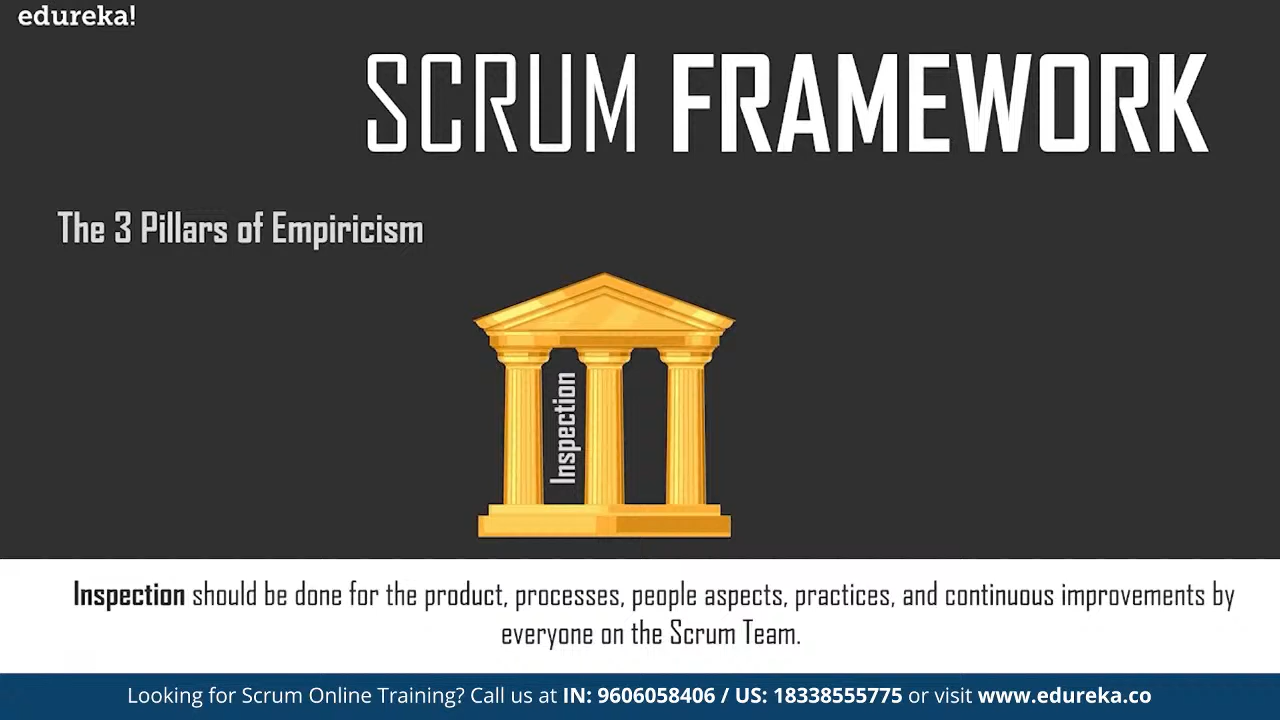 edureka!
SCRUM FRAMEWORK
The 3 Pillars of Empiricism
Inspection
Inspection should be done for the product, processes, people aspects, practices, and continuous improvements by
everyone on the Scrum Team.
Looking for Scrum Online Training? Call us at IN: 9606058406 / US: 18338555775 or visit www.edureka.co